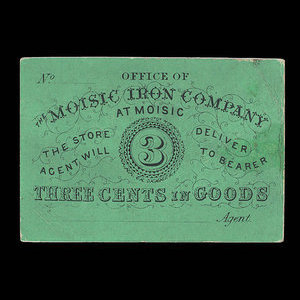 No. OFFICE OF
THE MOISIC IRON COMPANY
AT MOISIC
THE STORE AGENT WILL
3
DELIVER TO BEARER
THREE CENTS IN GOODS
Agent.